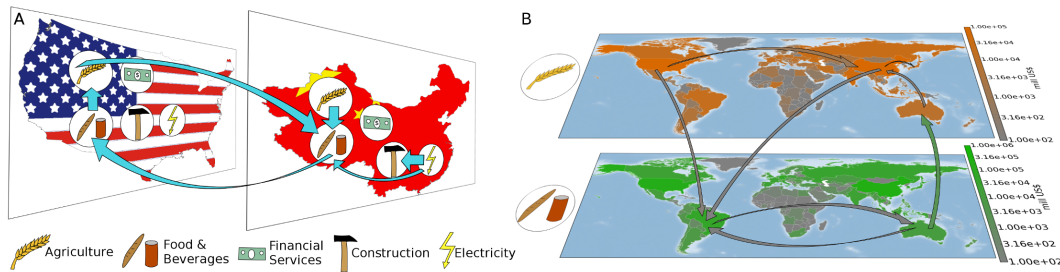 A
Agriculture
Food &
Beverages
Financial
Services
Construction
Electricity
B
1.00e+05
3.16e+04
1.00e+04
3.16e+03
1.00e+03
3.16e+02
1.00e+02
mill US$
1.00e+06
3.16e+05
1.00e+05
3.16e+04
1.00e+04
3.16e+03
1.00e+03
3.16e+02
1.00e+02
mill US$